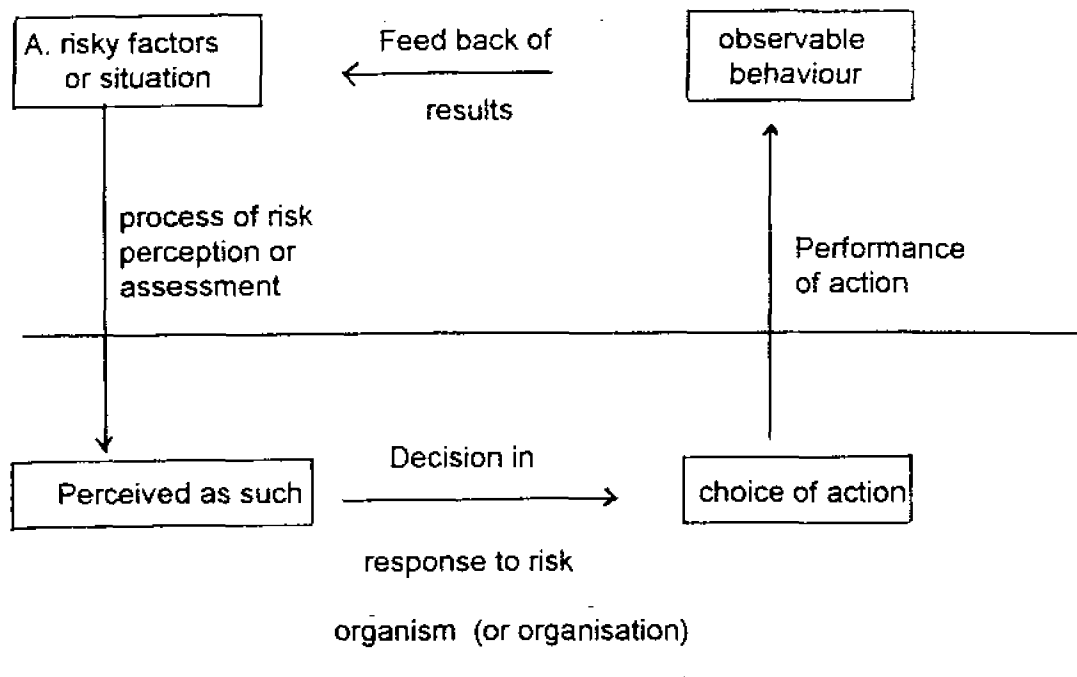 A. risky factors
or situation
Feed back of
results
observable
behaviour
process of risk
perception or
assessment
Performance
of action
Perceived as such
Decision in
response to risk
choice of action
organism (or organisation)